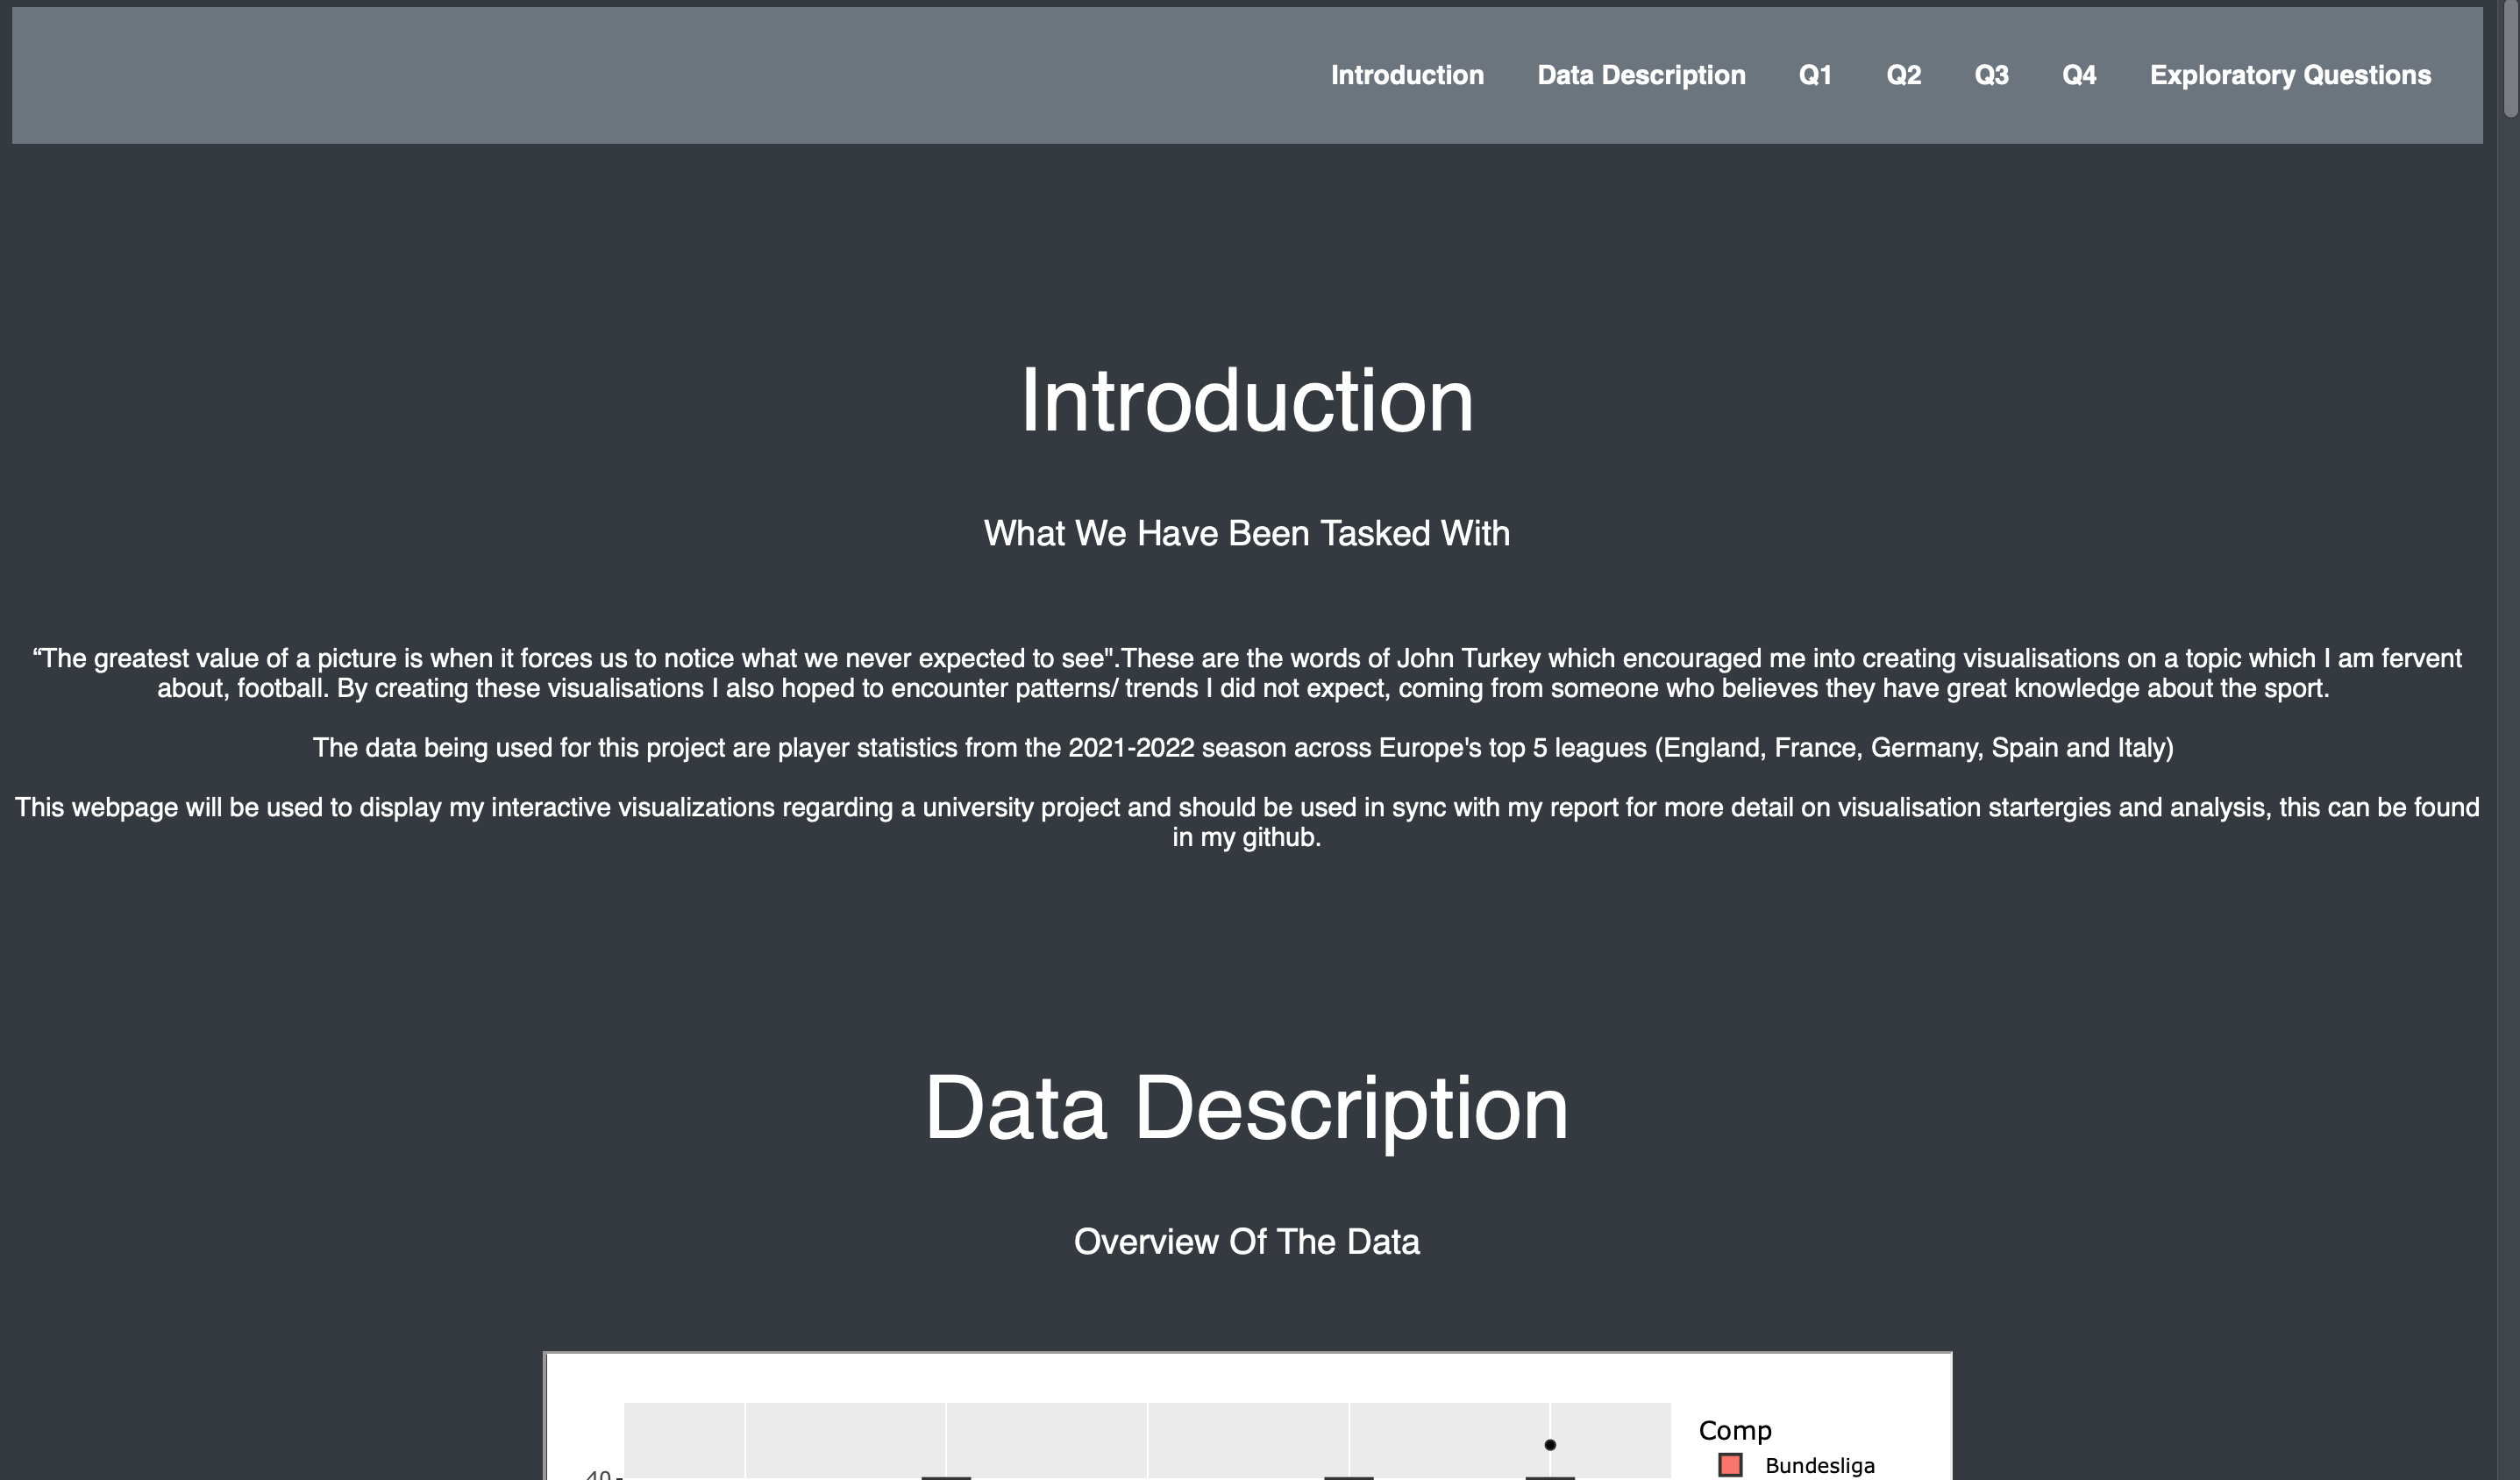 Introduction Data Description Q1 Q2 Q3 Q4 Exploratory Questions
Introduction
What We Have Been Tasked With
“The greatest value of a picture is when it forces us to notice what we never expected to see".These are the words of John Turkey which encouraged me into creating visualisations on a topic which I am fervent
about, football. By creating these visualisations I also hoped to encounter patterns/ trends I did not expect, coming from someone who believes they have great knowledge about the sport.
The data being used for this project are player statistics from the 2021-2022 season across Europe's top 5 leagues (England, France, Germany, Spain and Italy)
This webpage will be used to display my interactive visualizations regarding a university project and should be used in sync with my report for more detail on visualisation startergies and analysis, this can be found
in my github.
Data Description
Overview Of The Data
Comp
Bundesliga
40